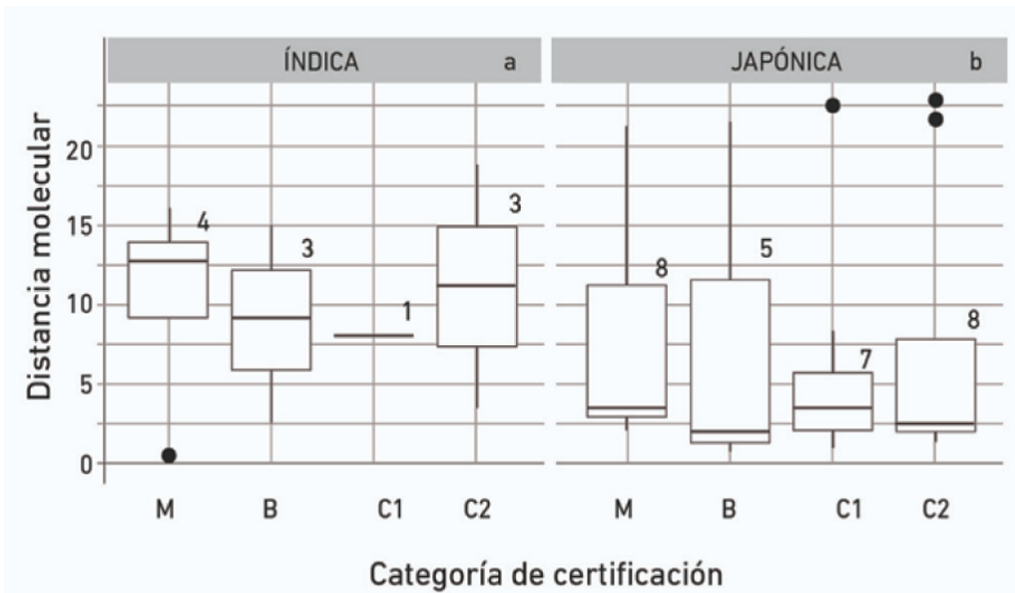 ÍNDICA a
JAPÓNICA b
Distancia molecular
20
15
10
5
0
4
3
1
3
8
5
7
8
M B C1 C2
M B C1 C2
Categoría de certificación